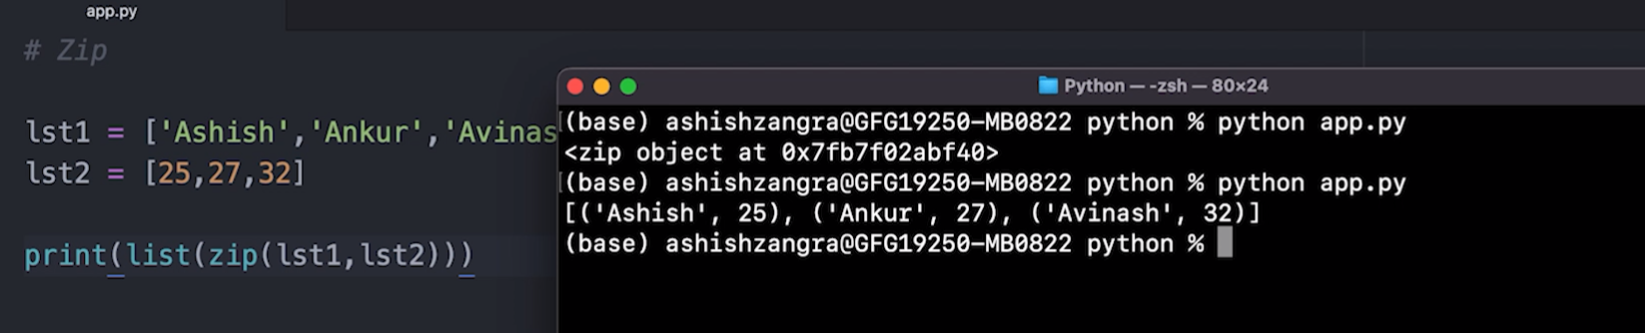 app.py
# Zip
lst1 = ['Ashish','Ankur','Avinas
lst2 = [25,27,32]
print(list(zip(lst1,lst2)))
Python — -zsh — 80×24
(base) ashishzangra@GFG19250-MB0822 python % python app.py
<zip object at 0x7fb7f02abf40>
(base) ashishzangra@GFG19250-MB0822 python % python app.py
[('Ashish', 25), ('Ankur', 27), ('Avinash', 32)]
(base) ashishzangra@GFG19250-MB0822 python %